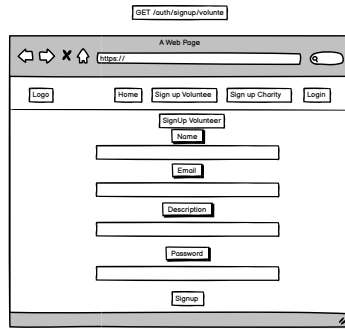 GET /auth/signup/volunte
A Web Page
https://
Logo
Home
Sign up Voluntee
Sign up Charity
Login
SignUp Volunteer
Name
Email
Description
Password
Signup